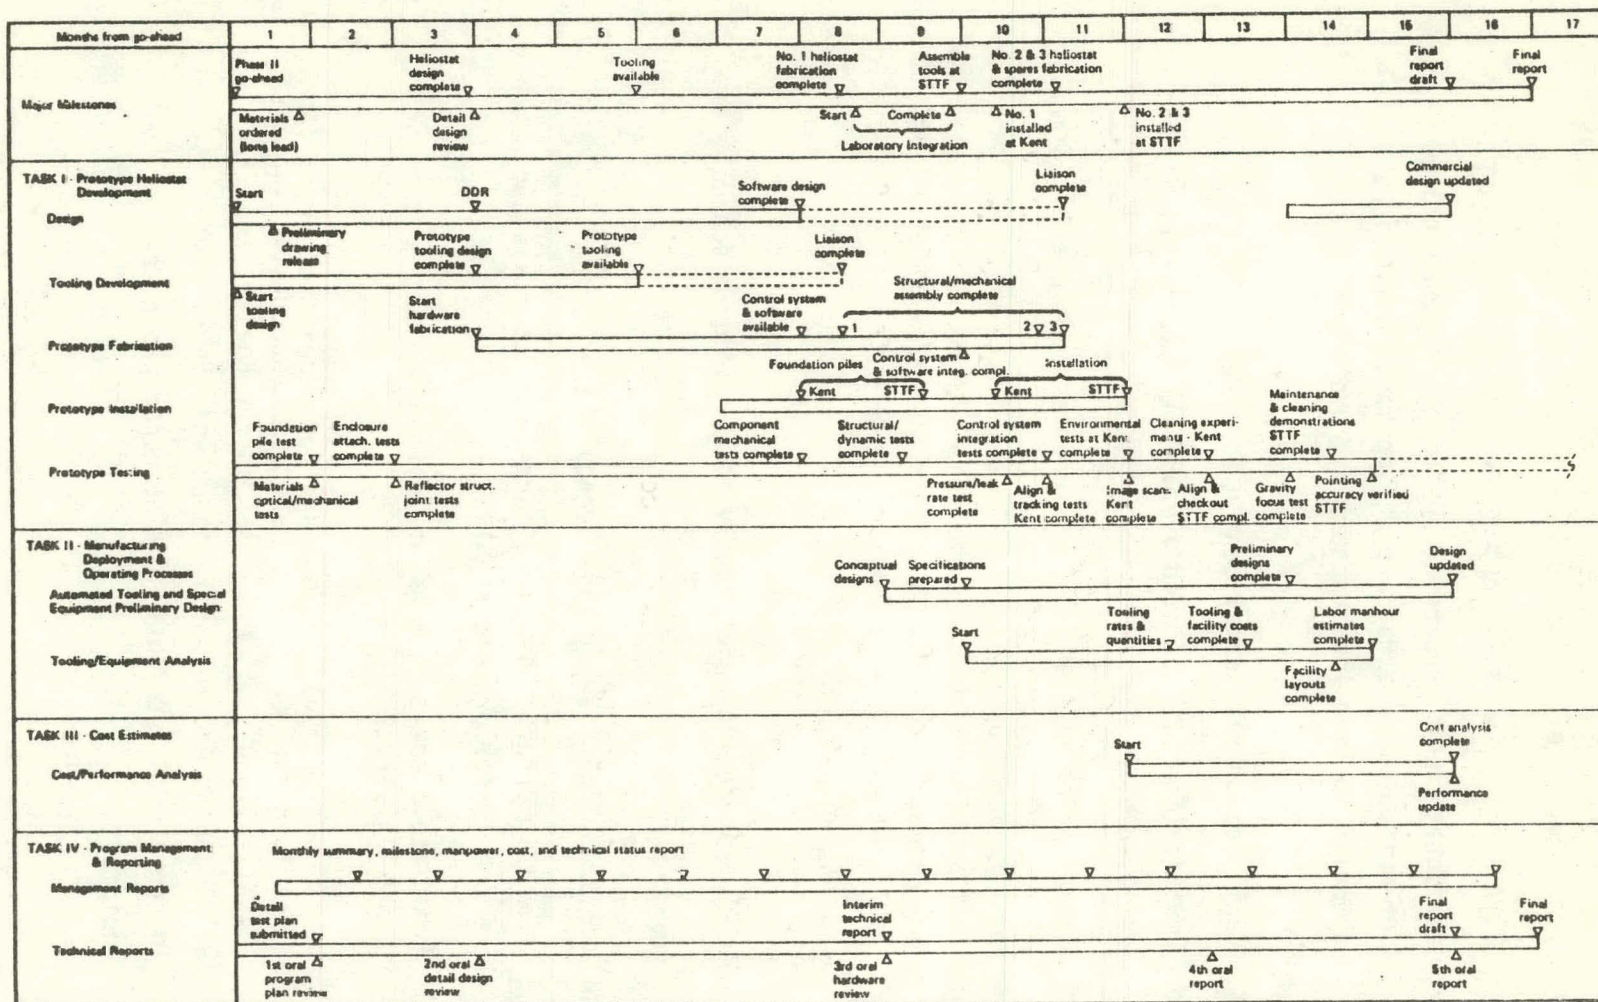 Months from go-ahead
1 2 3 4 5 6 7 8 9 10 11 12 13 14 15 16 17
Major Milestones
Phase II
go-ahead
Heliostat
design
complete
Tooling
available
No. 1 heliostat
fabrication
complete
Assemble
tools at
STTF
No. 2 & 3 heliostat
& spares fabrication
complete
Final
report
draft
Final
report
Materials
ordered
(long lead)
Detail
design
review
Start
Complete
Laboratory Integration
No. 1
installed
at Kent
No. 2 & 3
installed
at STTF
TASK I - Prototype Heliostat
Development
Design
Start
DDR
Software design
complete
Liaison
complete
Commercial
design updated
Preliminary
drawing
release
Tooling Development
Prototype
tooling design
complete
Prototype
tooling
available
Liaison
complete
Start
tooling
design
Prototype Fabrication
Start
hardware
fabrication
Control system
& software
available
Structural/mechanical
assembly complete
1
2
3
Control system
& software integ. compl.
Prototype Installation
Foundation piles
Kent
STTF
Installation
Kent
STTF
Prototype Testing
Foundation
pile test
complete
Enclosure
attach. tests
complete
Component
mechanical
tests complete
Structural/
dynamic tests
complete
Control system
integration
tests complete
Environmental
tests at Kent
complete
Cleaning experi-
ments - Kent
complete
Maintenance
& cleaning
demonstrations
STTF
complete
Materials
optical/mechanical
tests
Reflector struct.
joint tests
complete
Pressure/leak
rate test
complete
Align &
tracking tests
Kent complete
Image scans
Kent
complete
Align &
checkout
STTF compl.
Gravity
focus test
complete
Pointing
accuracy verified
STTF
TASK II - Manufacturing
Deployment &
Operating Processes
Automated Tooling and Special
Equipment Preliminary Design
Conceptual
designs
Specifications
prepared
Preliminary
designs
complete
Design
updated
Tooling/Equipment Analysis
Start
Tooling
rates &
quantities
Tooling &
facility costs
complete
Labor manhour
estimates
complete
Facility
layouts
complete
TASK III - Cost Estimates
Cost/Performance Analysis
Start
Cost analysis
complete
Performance
update
TASK IV - Program Management
& Reporting
Management Reports
Monthly summary, milestone, manpower, cost, and technical status report
Technical Reports
Detail
test plan
submitted
Interim
technical
report
Final
report
draft
Final
report
1st oral
program
plan review
2nd oral
detail design
review
3rd oral
hardware
review
4th oral
report
5th oral
report